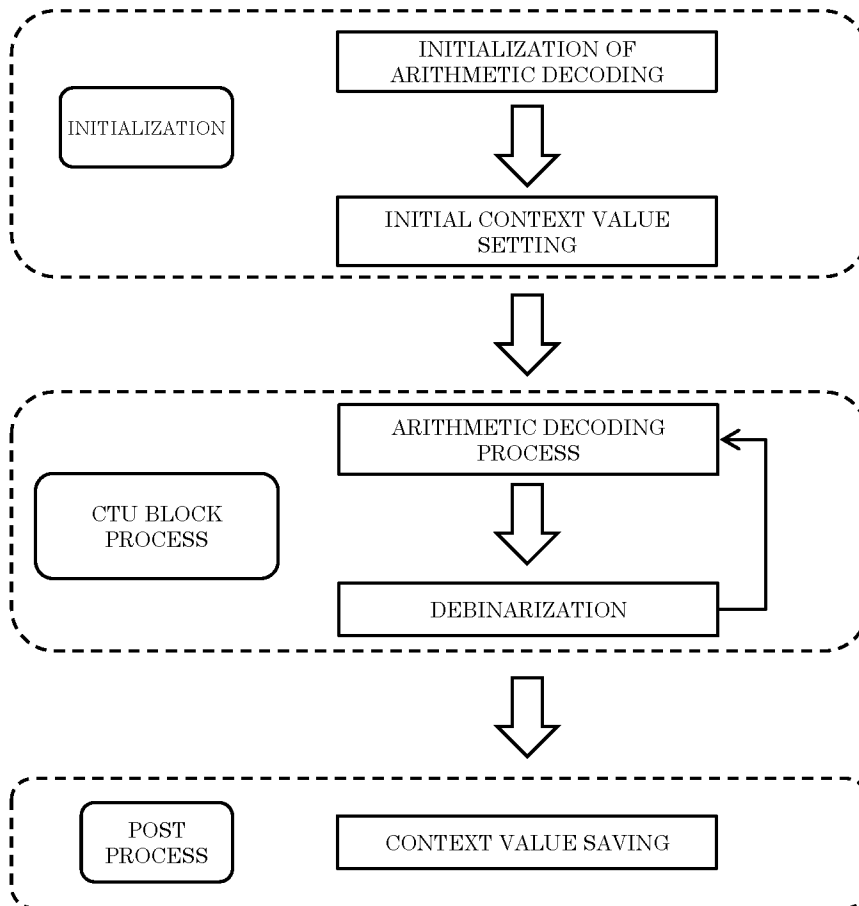 INITIALIZATION OF
ARITHMETIC DECODING
INITIALIZATION
INITIAL CONTEXT VALUE
SETTING
ARITHMETIC DECODING
PROCESS
CTU BLOCK
PROCESS
DEBINARIZATION
POST
PROCESS
CONTEXT VALUE SAVING